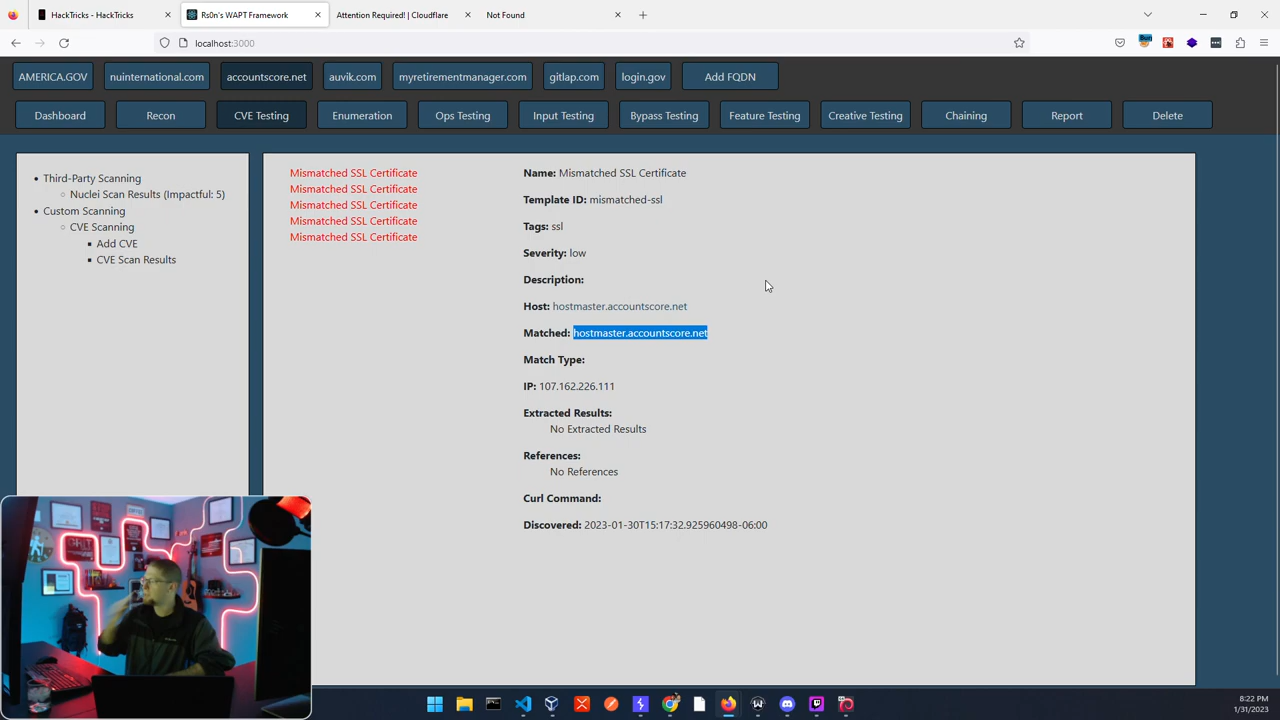 HackTricks - HackTricks
Rs0n's WAPT Framework
Attention Required! | Cloudflare
Not Found
localhost:3000
AMERICA.GOV
nuinternational.com
accountscore.net
auvik.com
myretirementmanager.com
gitlap.com
login.gov
Add FQDN
Dashboard
Recon
CVE Testing
Enumeration
Ops Testing
Input Testing
Bypass Testing
Feature Testing
Creative Testing
Chaining
Report
Delete
Third-Party Scanning
Nuclei Scan Results (Impactful: 5)
Custom Scanning
CVE Scanning
Add CVE
CVE Scan Results
Mismatched SSL Certificate
Mismatched SSL Certificate
Mismatched SSL Certificate
Mismatched SSL Certificate
Mismatched SSL Certificate
Name: Mismatched SSL Certificate
Template ID: mismatched-ssl
Tags: ssl
Severity: low
Description:
Host: hostmaster.accountscore.net
Matched: hostmaster.accountscore.net
Match Type:
IP: 107.162.226.111
Extracted Results:
No Extracted Results
References:
No References
Curl Command:
Discovered: 2023-01-30T15:17:32.925960498-06:00
8:22 PM
1/31/2023